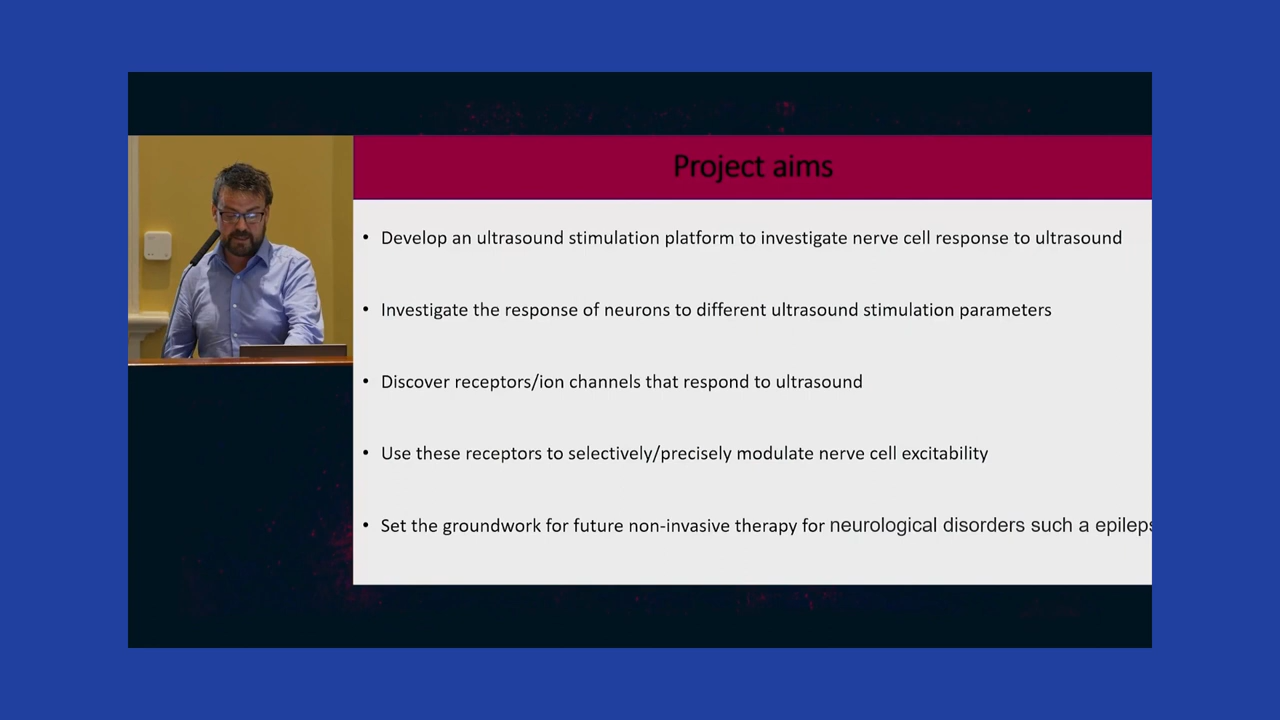 Project aims
• Develop an ultrasound stimulation platform to investigate nerve cell response to ultrasound
• Investigate the response of neurons to different ultrasound stimulation parameters
• Discover receptors/ion channels that respond to ultrasound
• Use these receptors to selectively/precisely modulate nerve cell excitability
• Set the groundwork for future non-invasive therapy for neurological disorders such a